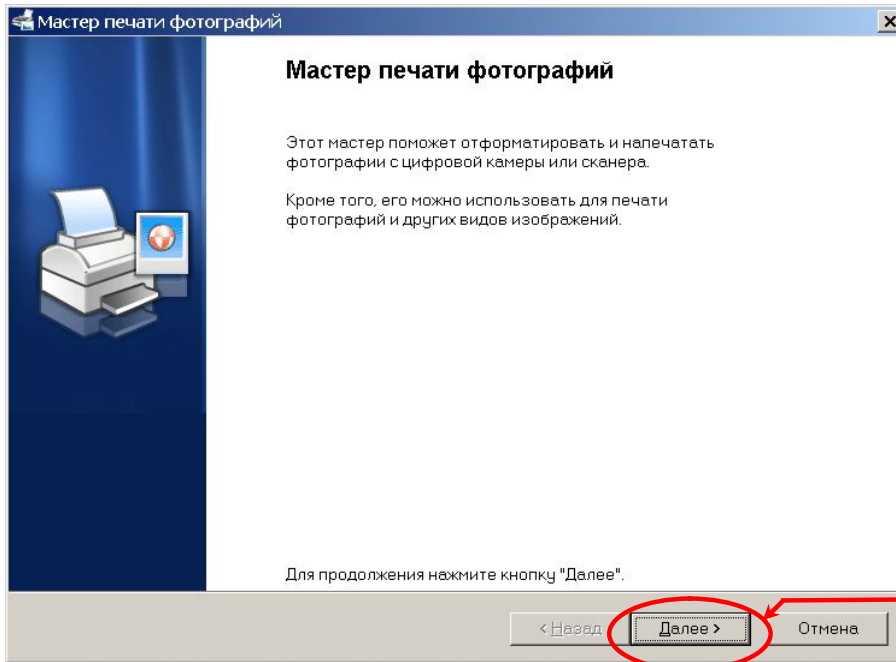 Мастер печати фотографий
Мастер печати фотографий
Этот мастер поможет отформатировать и напечатать
фотографии с цифровой камеры или сканера.
Кроме того, его можно использовать для печати
фотографий и других видов изображений.
Для продолжения нажмите кнопку "Далее".
< Назад Далее > Отмена